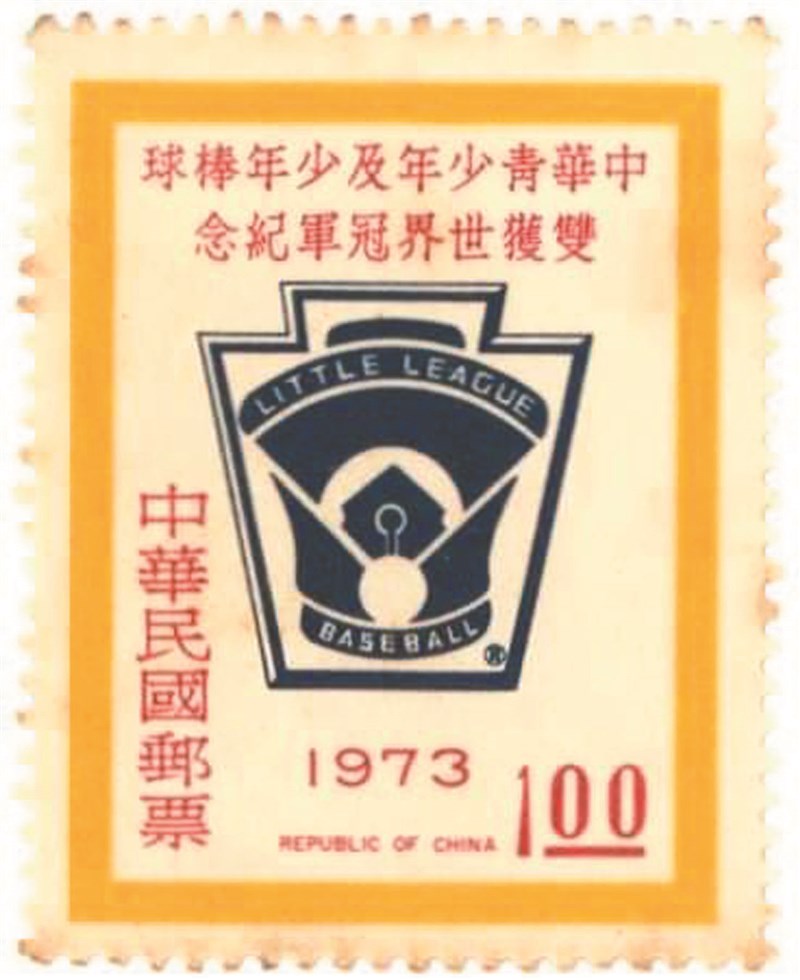 中華青少年及少年棒球
雙獲世界冠軍紀念
LITTLE LEAGUE
BASEBALL
®
中華民國郵票
1973
REPUBLIC OF CHINA
1.00